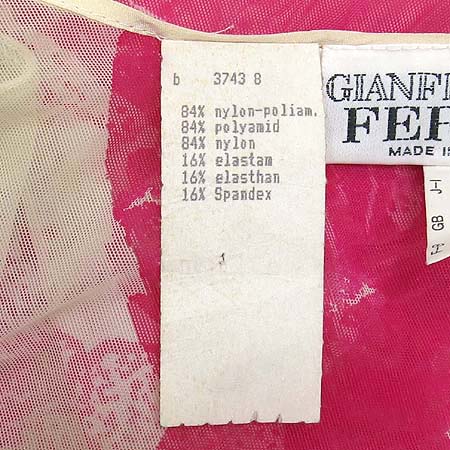 b 3743 8
84% nylon-poliam.
84% polyamid
84% nylon
16% elastam
16% elasthan
16% Spandex
GIANF
FER
MADE I
GB J-I